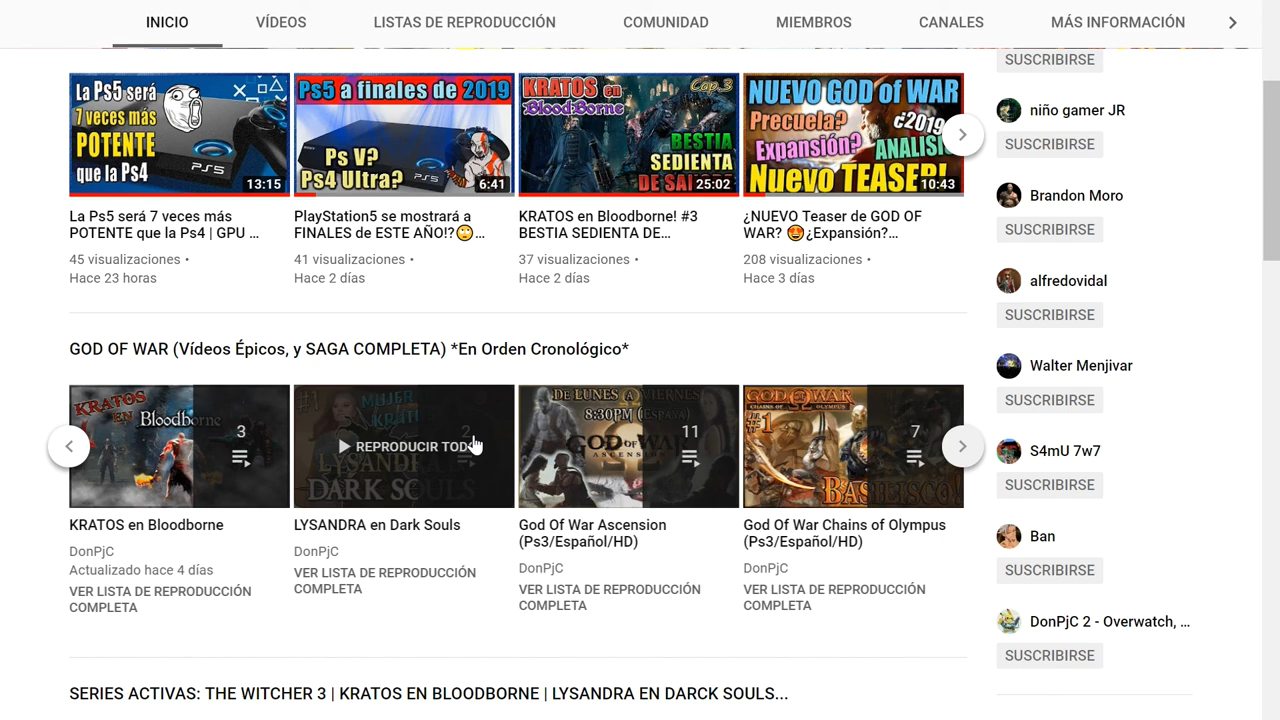 INICIO
VÍDEOS
LISTAS DE REPRODUCCIÓN
COMUNIDAD
MIEMBROS
CANALES
MÁS INFORMACIÓN
La Ps5 será
7 veces más
POTENTE
que la Ps4
PS5
13:15
Ps5 a finales de 2019
Ps V?
Ps4 Ultra?
PS5
6:41
KRATOS en
BloodBorne
Cap.3
BESTIA
SEDIENTA
25:02
NUEVO GOD of WAR
Precuela?
¿2019
Expansión?
Nuevo TEASER!
10:43
La Ps5 será 7 veces más
POTENTE que la Ps4 | GPU ...
45 visualizaciones •
Hace 23 horas
PlayStation5 se mostrará a
FINALES de ESTE AÑO!?🙄...
41 visualizaciones •
Hace 2 días
KRATOS en Bloodborne! #3
BESTIA SEDIENTA DE...
37 visualizaciones •
Hace 2 días
¿NUEVO Teaser de GOD OF
WAR? 🤩¿Expansión?...
208 visualizaciones •
Hace 3 días
GOD OF WAR (Vídeos Épicos, y SAGA COMPLETA) *En Orden Cronológico*
KRATOS
EN Bloodborne
3
#1
MUJER
KRATI
LYSANDRA
DARK SOULS
REPRODUCIR TOD
2
DE LUNES A VIERNES
8:30PM (España)
GOD OF WAR
ASCENSION
11
GOD OF WAR
CHAINS OF OLYMPUS
#1
BASILISCO
7
KRATOS en Bloodborne
DonPjC
Actualizado hace 4 días
VER LISTA DE REPRODUCCIÓN
COMPLETA
LYSANDRA en Dark Souls
DonPjC
VER LISTA DE REPRODUCCIÓN
COMPLETA
God Of War Ascension
(Ps3/Español/HD)
DonPjC
VER LISTA DE REPRODUCCIÓN
COMPLETA
God Of War Chains of Olympus
(Ps3/Español/HD)
DonPjC
VER LISTA DE REPRODUCCIÓN
COMPLETA
SERIES ACTIVAS: THE WITCHER 3 | KRATOS EN BLOODBORNE | LYSANDRA EN DARCK SOULS...
SUSCRIBIRSE
niño gamer JR
SUSCRIBIRSE
Brandon Moro
SUSCRIBIRSE
alfredovidal
SUSCRIBIRSE
Walter Menjivar
SUSCRIBIRSE
S4mU 7w7
SUSCRIBIRSE
Ban
SUSCRIBIRSE
DonPjC 2 - Overwatch, ...
SUSCRIBIRSE